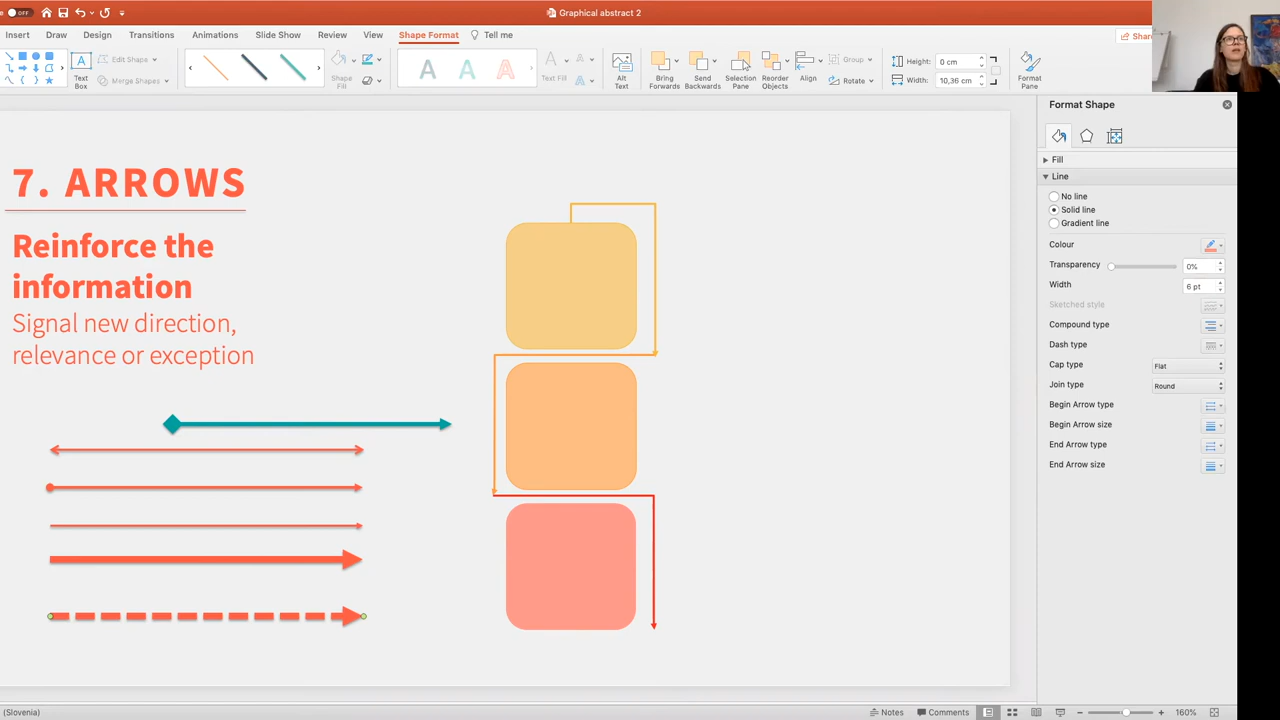 e
OFF
Graphical abstract 2
Insert Draw Design Transitions Animations Slide Show Review View Shape Format Tell me
Shar
Text Box
Edit Shape
Merge Shapes
Shape Fill
A A A
Text Fill
Alt Text
Bring Forwards
Send Backwards
Selection Pane
Reorder Objects
Align
Group
Rotate
Height: 0 cm
Width: 10,36 cm
Format Pane
7. ARROWS
Reinforce the
information
Signal new direction,
relevance or exception
Format Shape
Fill
Line
No line
Solid line
Gradient line
Colour
Transparency 0%
Width 6 pt
Sketched style
Compound type
Dash type
Cap type Flat
Join type Round
Begin Arrow type
Begin Arrow size
End Arrow type
End Arrow size
(Slovenia)
Notes Comments 160%